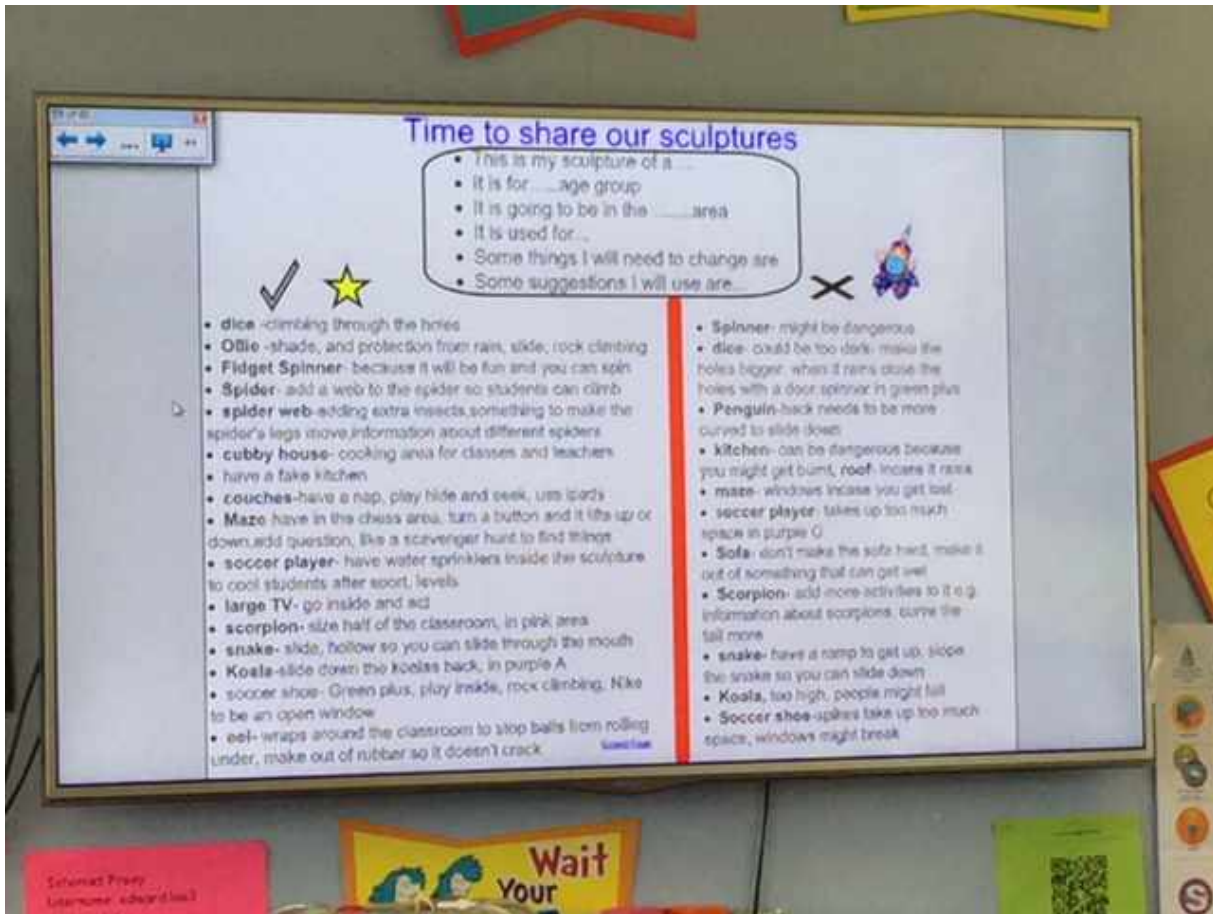 Time to share our sculptures
• This is my sculpture of a ...
• It is for.....age group
• It is going to be in the .......area
• It is used for...
• Some things I will need to change are
• Some suggestions I will use are...
• dice -climbing through the holes
• Ollie -shade, and protection from rain, slide, rock climbing
• Fidget Spinner- because it will be fun and you can spin
• Spider- add a web to the spider so students can climb
• spider web-adding extra insects,something to make the
spider's legs move,information about different spiders
• cubby house- cooking area for classes and teachers
• have a fake kitchen
• couches-have a nap, play hide and seek, use ipads
• Maze-have in the chess area, turn a button and it lifts up or
down,add question, like a scavenger hunt to find things
• soccer player- have water sprinklers inside the sculpture
to cool students after sport, levels
• large TV- go inside and act
• scorpion- size half of the classroom, in pink area
• snake- slide, hollow so you can slide through the mouth
• Koala-slide down the koalas back, in purple A
• soccer shoe- Green plus, play inside, rock climbing, Nike
to be an open window
• eel- wraps around the classroom to stop balls from rolling
under, make out of rubber so it doesn't crack
• Spinner- might be dangerous
• dice- could be too dark- make the
holes bigger, when it rains close the
holes with a door,spinner in green plus
• Penguin-back needs to be more
curved to slide down
• kitchen- can be dangerous because
you might get burnt, roof- incase it rains
• maze- windows incase you get lost
• soccer player- takes up too much
space in purple C
• Sofa- don't make the sofa hard, make it
out of something that can get wet
• Scorpion- add more activities to it e.g.
information about scorpions, curve the
tail more
• snake- have a ramp to get up, slope
the snake so you can slide down
• Koala, too high, people might fall
• Soccer shoe-spikes take up too much
space, windows might break
Internet Proxy
Username
Wait
Your
S